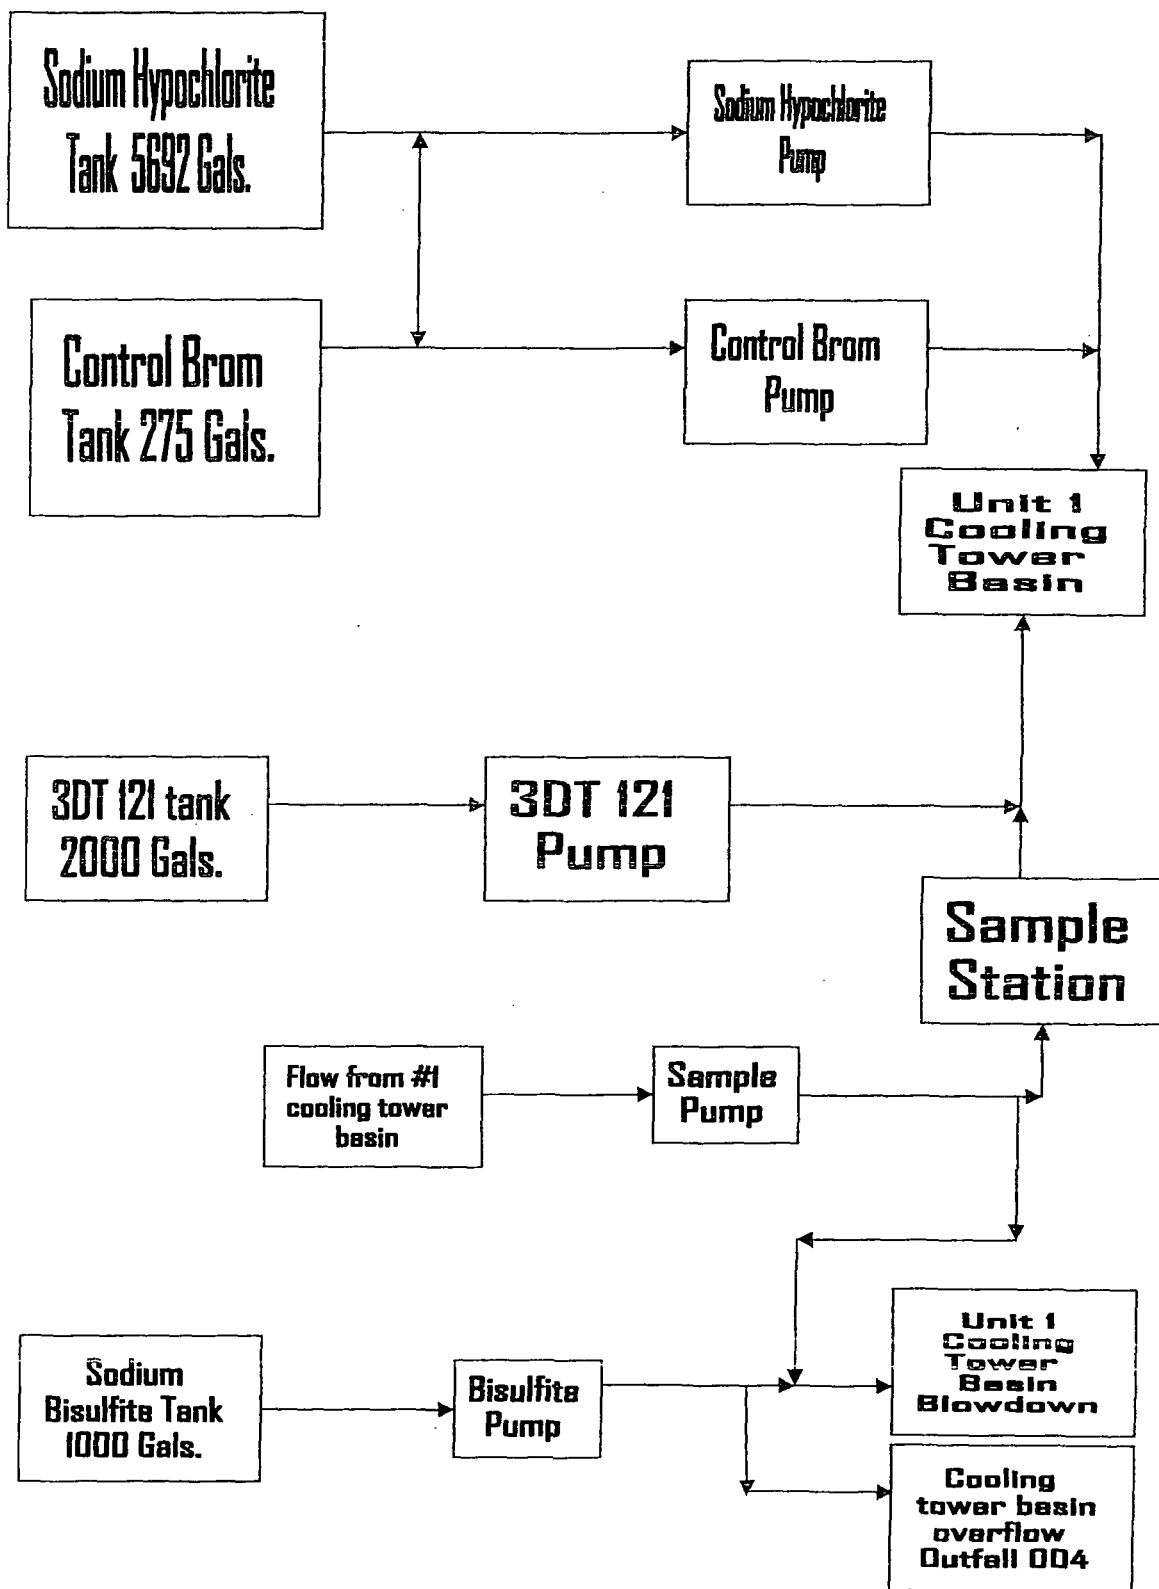 Sodium Hypochlorite
Tank 5692 Gals.
Sodium Hypochlorite
Pump
Control Brom
Tank 275 Gals.
Control Brom
Pump
Unit 1
Cooling
Tower
Basin
3DT 121 tank
2000 Gals.
3DT 121
Pump
Sample
Station
Flow from #1
cooling tower
basin
Sample
Pump
Sodium
Bisulfite Tank
1000 Gals.
Bisulfite
Pump
Unit 1
Cooling
Tower
Basin
Blowdown
Cooling
tower basin
overflow
Outfall 004